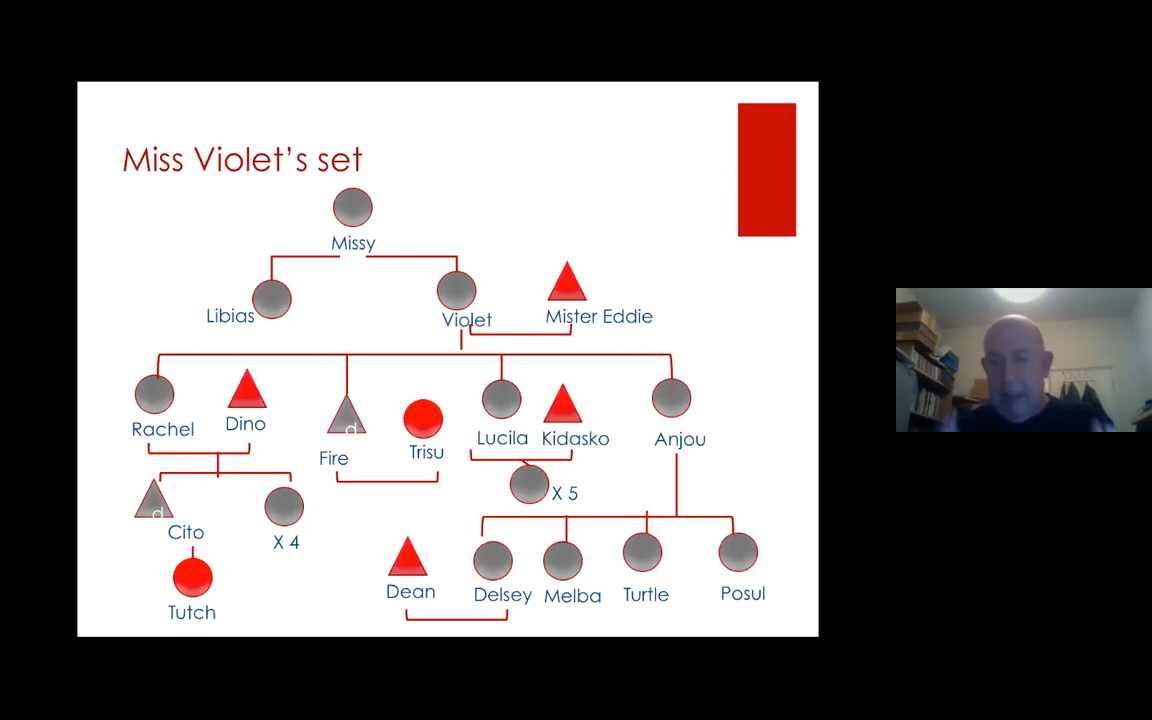 Miss Violet's set
Missy
Libias
Violet
Mister Eddie
Rachel
Dino
d
Fire
Trisu
Lucila
Kidasko
Anjou
X 5
d
Cito
X 4
Tutch
Dean
Delsey
Melba
Turtle
Posul